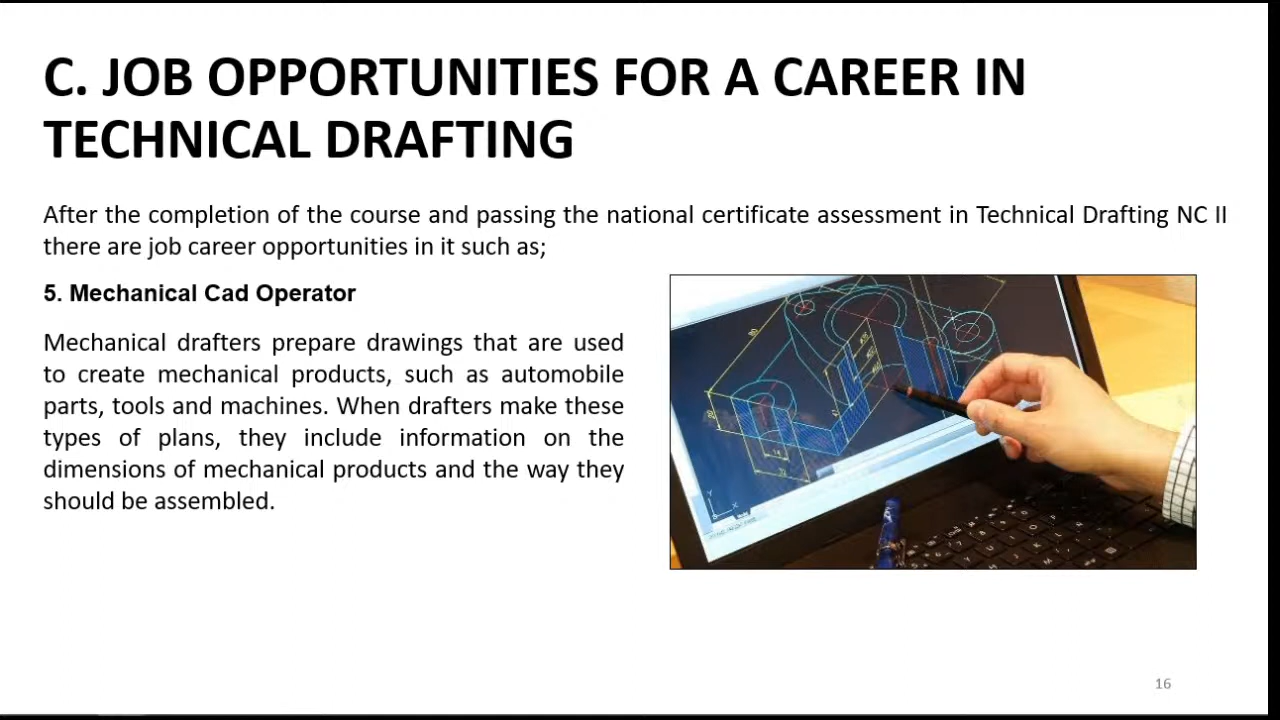 C. JOB OPPORTUNITIES FOR A CAREER IN
TECHNICAL DRAFTING
After the completion of the course and passing the national certificate assessment in Technical Drafting NC II
there are job career opportunities in it such as;
5. Mechanical Cad Operator
Mechanical drafters prepare drawings that are used
to create mechanical products, such as automobile
parts, tools and machines. When drafters make these
types of plans, they include information on the
dimensions of mechanical products and the way they
should be assembled.
16